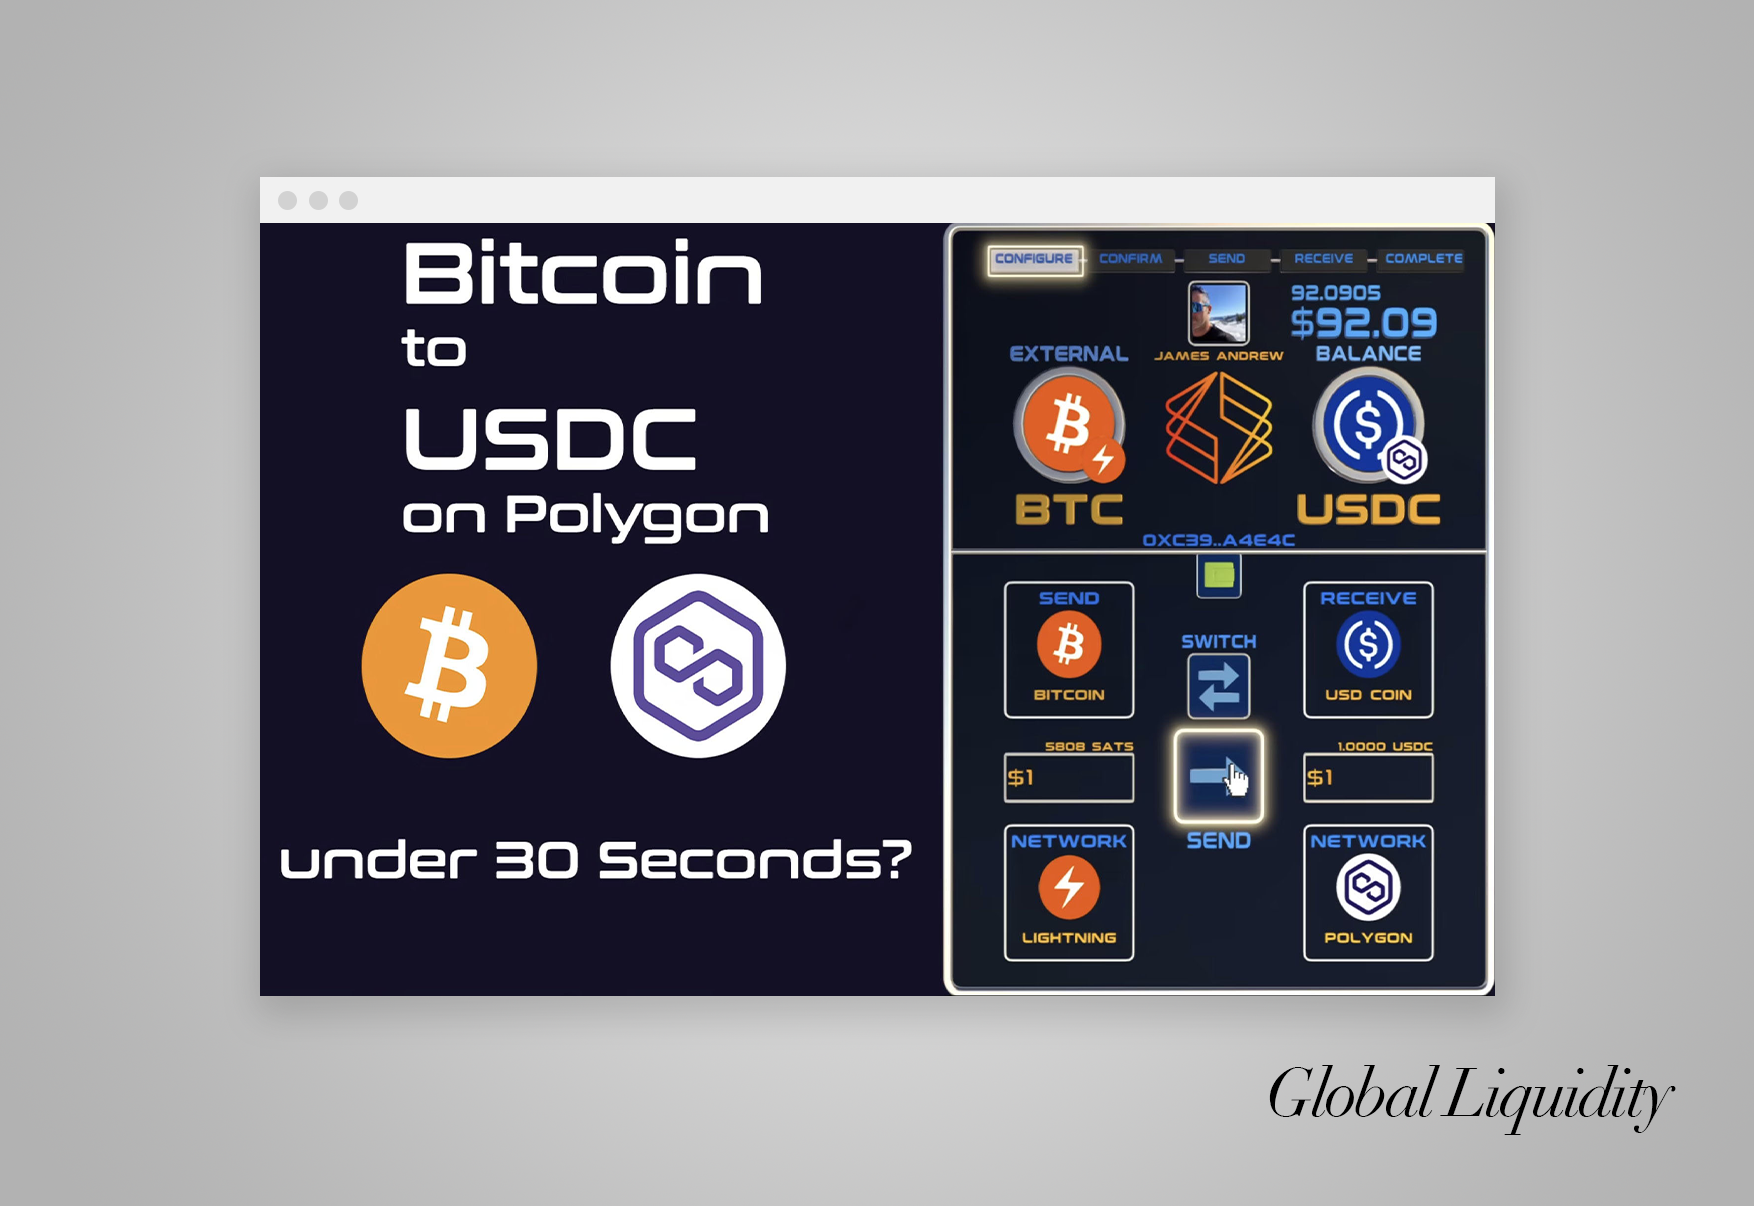 Bitcoin
to
USDC
on Polygon
under 30 Seconds?
CONFIGURE CONFIRM SEND RECEIVE COMPLETE
92.0905
$92.09
EXTERNAL JAMES ANDREW BALANCE
BTC USDC
0XC39..A4E4C
SEND RECEIVE
SWITCH
BITCOIN USD COIN
5808 SATS 1.0000 USDC
$1 $1
NETWORK SEND NETWORK
LIGHTNING POLYGON
Global Liquidity